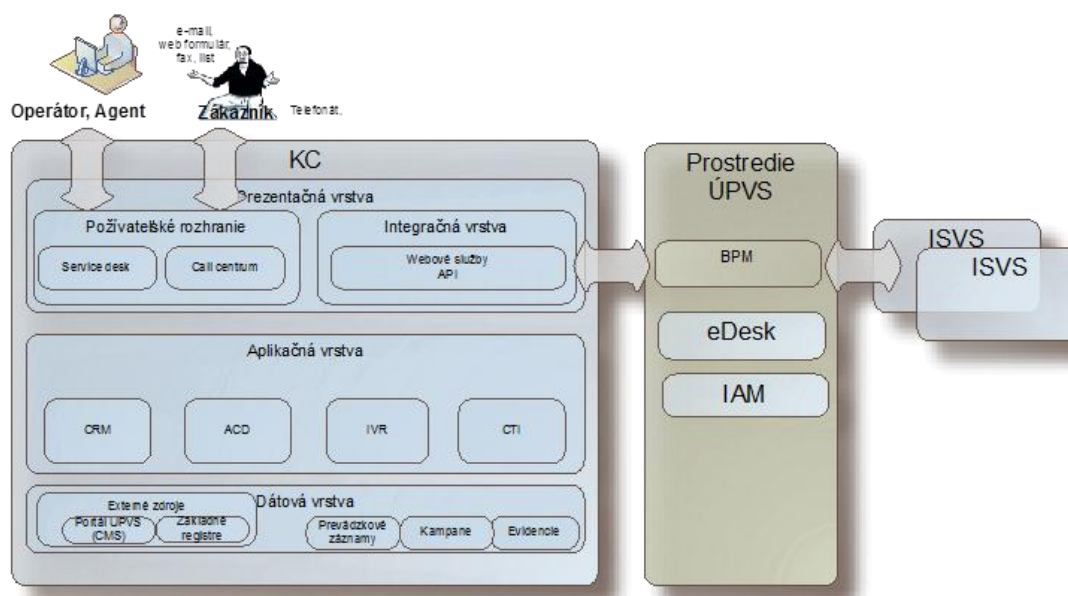 e-mail,
web formulár,
fax, list
Operátor, Agent
Zákazník
Telefonát,
KC
Prezentačná vrstva
Požívateľské rozhranie
Service desk
Call centrum
Integračná vrstva
Webové služby
API
Aplikačná vrstva
CRM
ACD
IVR
CTI
Dátová vrstva
Externé zdroje
Portál ÚPVS
(CMS)
Základné
registre
Prevádzkové
záznamy
Kampane
Evidencie
Prostredie
ÚPVS
BPM
eDesk
IAM
ISVS
ISVS